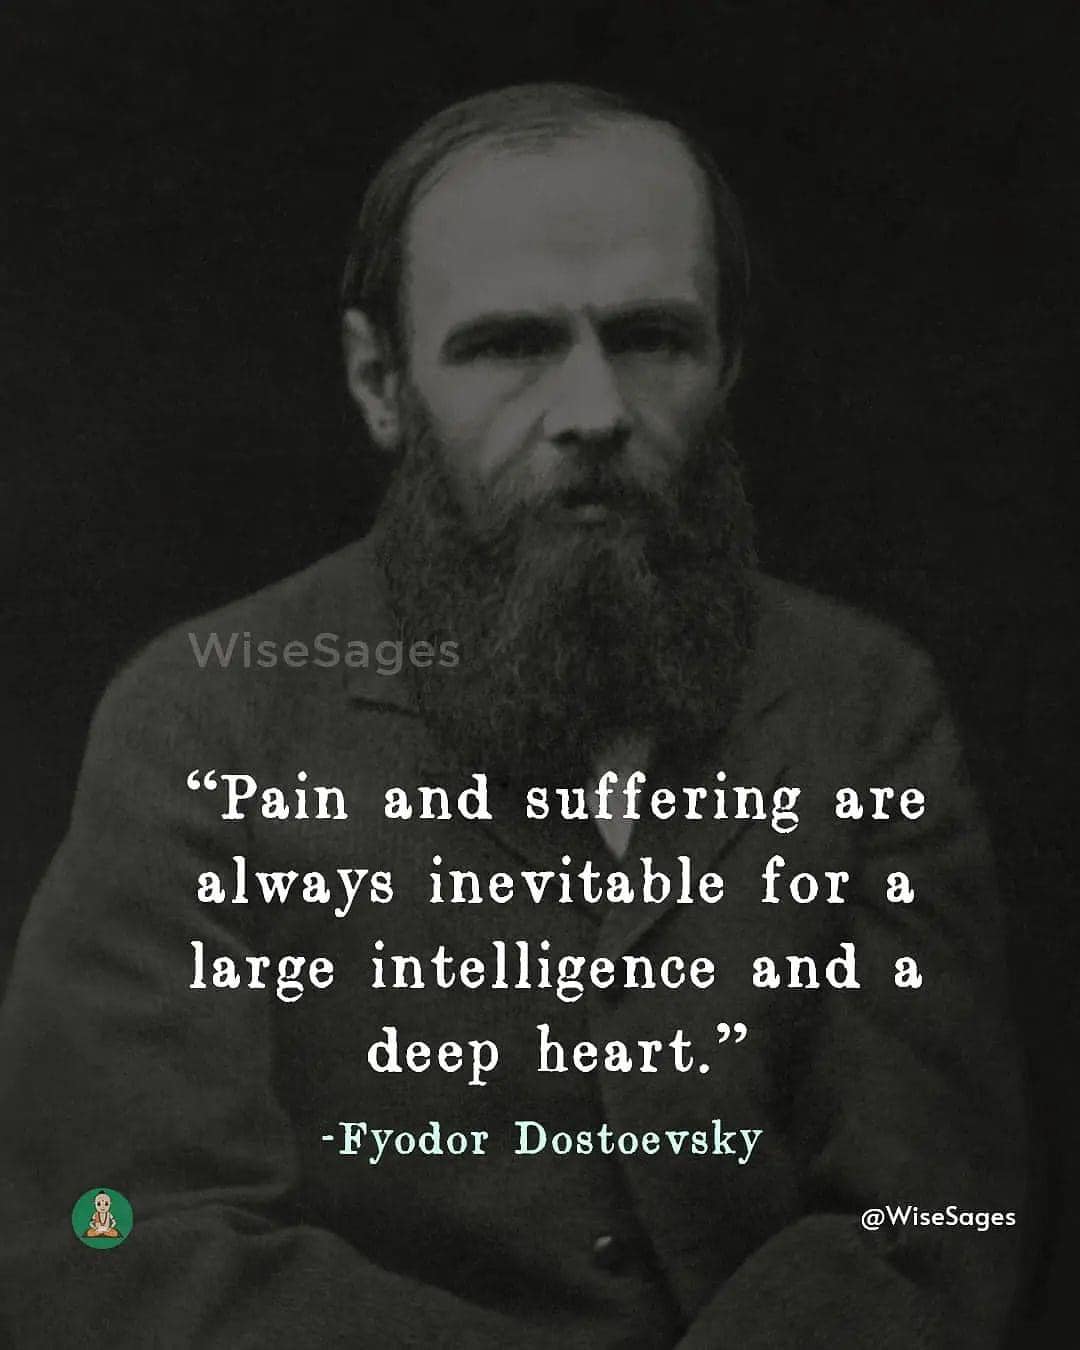 WiseSages
“Pain and suffering are
always inevitable for a
large intelligence and a
deep heart.”
-Fyodor Dostoevsky
@WiseSages